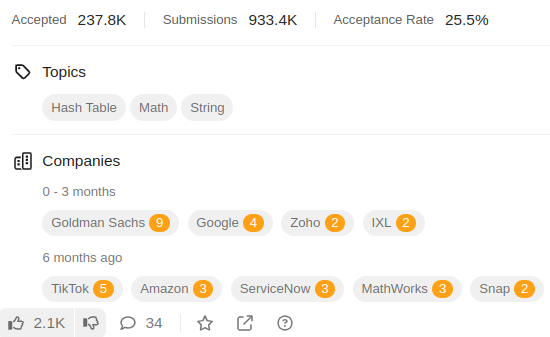 Accepted 237.8K Submissions 933.4K Acceptance Rate 25.5%
Topics
Hash Table Math String
Companies
0 - 3 months
Goldman Sachs 9 Google 4 Zoho 2 IXL 2
6 months ago
TikTok 5 Amazon 3 ServiceNow 3 MathWorks 3 Snap 2
2.1K 34